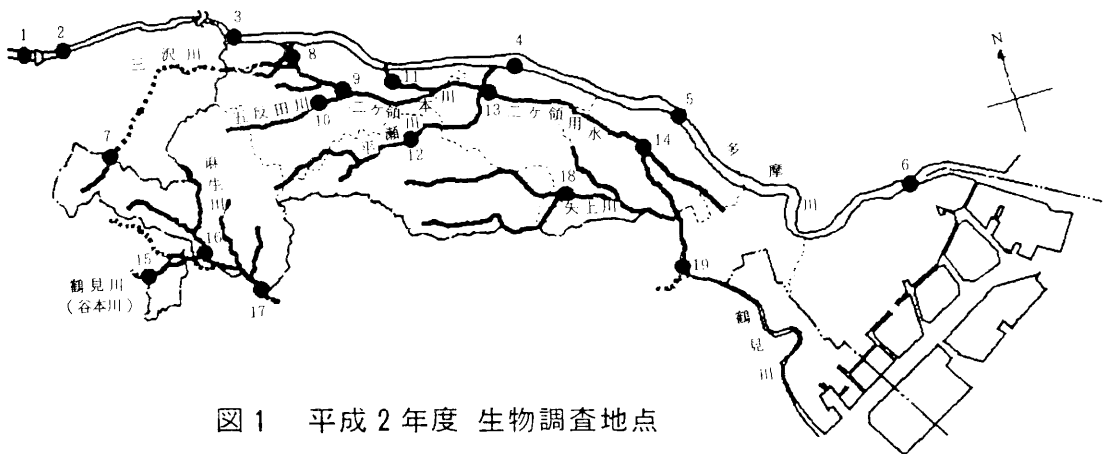 1
2
3
4
5
6
7
8
9
10
11
12
13
14
15
16
17
18
19
N
三沢川
五反田川
二ケ領本川
平瀬川
二ケ領用水
多摩川
麻生川
矢上川
鶴見川
(谷本川)
鶴見川
図1 平成2年度 生物調査地点